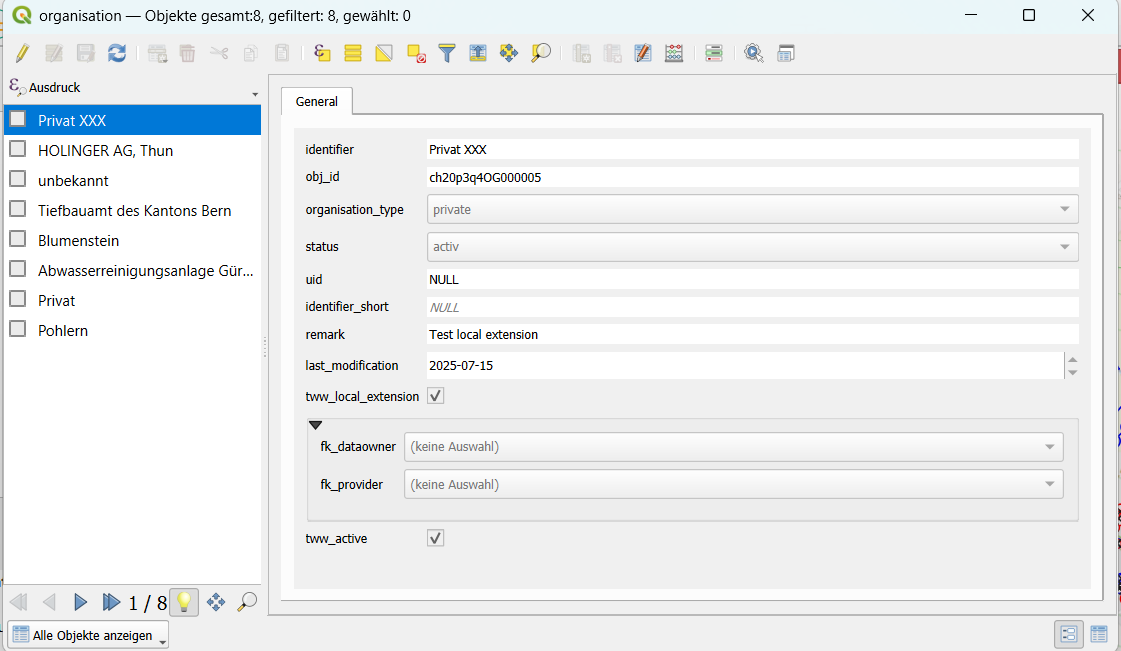 organisation — Objekte gesamt:8, gefiltert: 8, gewählt: 0
Ausdruck
Privat XXX
HOLINGER AG, Thun
unbekannt
Tiefbauamt des Kantons Bern
Blumenstein
Abwasserreinigungsanlage Gür...
Privat
Pohlern
1 / 8
Alle Objekte anzeigen
General
identifier Privat XXX
obj_id ch20p3q4OG000005
organisation_type private
status activ
uid NULL
identifier_short NULL
remark Test local extension
last_modification 2025-07-15
tww_local_extension
fk_dataowner (keine Auswahl)
fk_provider (keine Auswahl)
tww_active